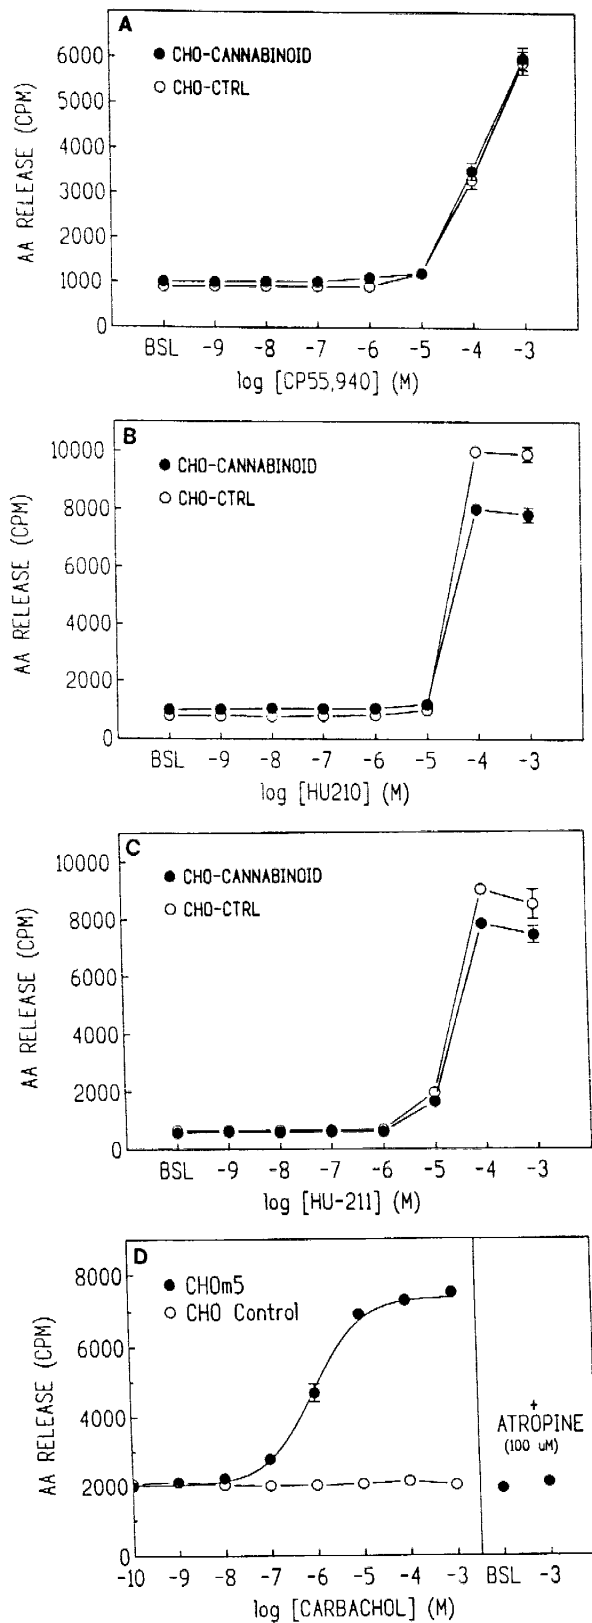 A
● CHO-CANNABINOID
○ CHO-CTRL
AA RELEASE (CPM)
6000
5000
4000
3000
2000
1000
0
BSL -9 -8 -7 -6 -5 -4 -3
log [CP55,940] (M)
B
● CHO-CANNABINOID
○ CHO-CTRL
AA RELEASE (CPM)
10000
8000
6000
4000
2000
0
BSL -9 -8 -7 -6 -5 -4 -3
log [HU210] (M)
C
● CHO-CANNABINOID
○ CHO-CTRL
AA RELEASE (CPM)
10000
8000
6000
4000
2000
0
BSL -9 -8 -7 -6 -5 -4 -3
log [HU-211] (M)
D
● CHOm5
○ CHO Control
AA RELEASE (CPM)
8000
6000
4000
2000
0
+
ATROPINE
(100 uM)
-10 -9 -8 -7 -6 -5 -4 -3 BSL -3
log [CARBACHOL] (M)